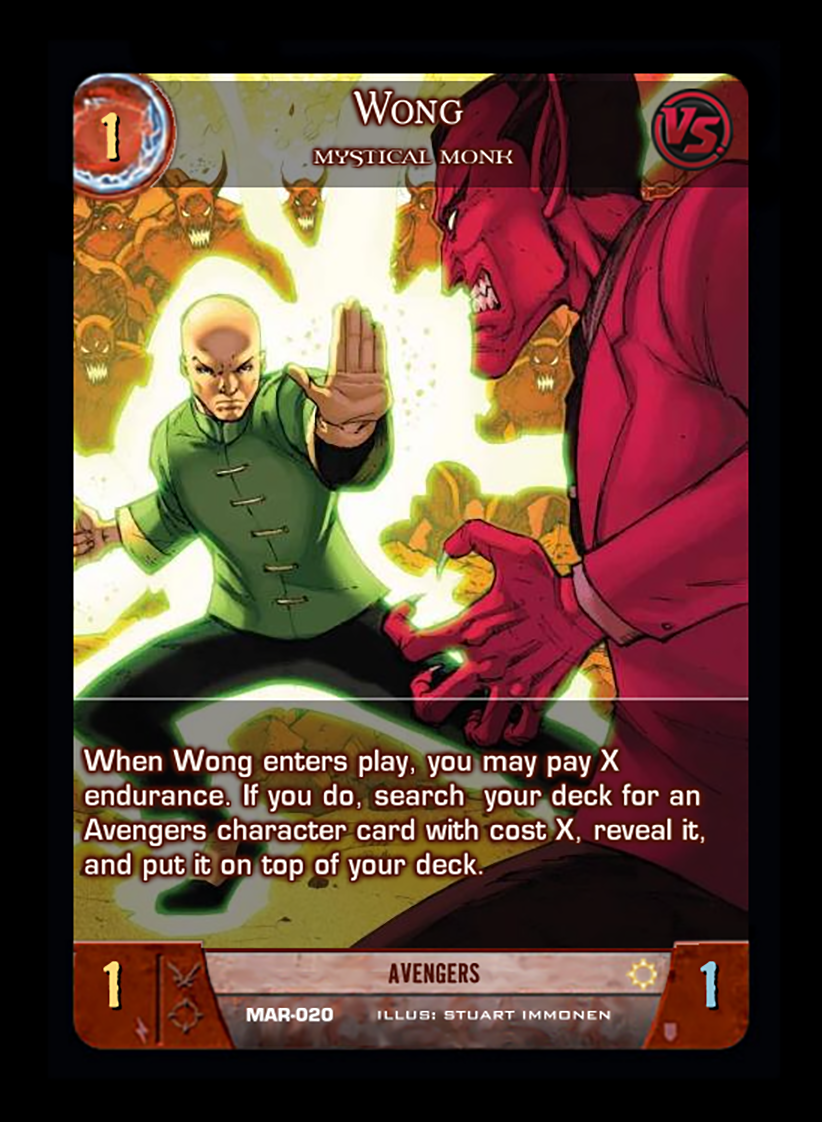 1
Wong
VS.
MYSTICAL MONK
When Wong enters play, you may pay X
endurance. If you do, search your deck for an
Avengers character card with cost X, reveal it,
and put it on top of your deck.
1
AVENGERS
1
MAR-020 ILLUS: STUART IMMONEN